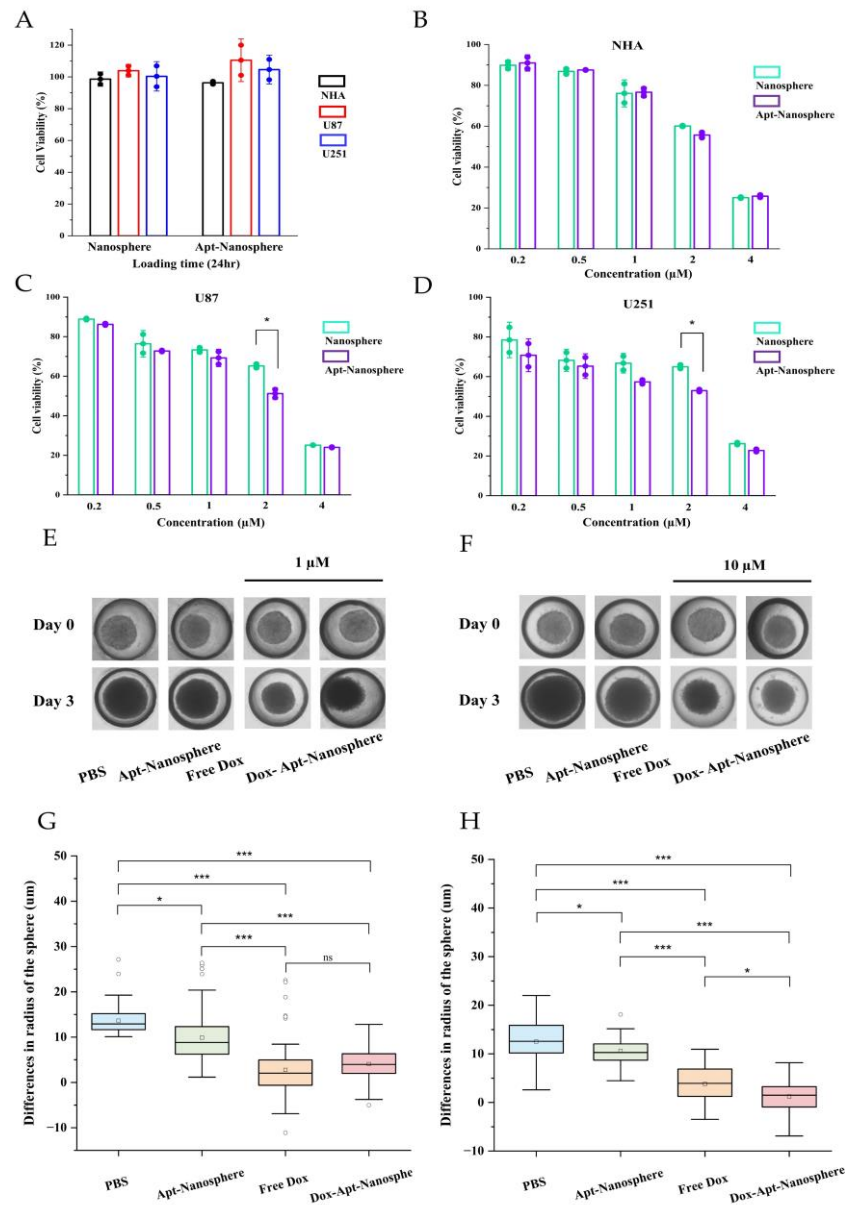 A
Cell Viability (%)
120
100
80
60
40
20
0
NHA
U87
U251
Nanosphere
Apt-Nanosphere
Loading time (24hr)
B
NHA
Cell viability (%)
100
80
60
40
20
0
Nanosphere
Apt-Nanosphere
0.2
0.5
1
2
4
Concentration (µM)
C
U87
Cell viability (%)
100
80
60
40
20
0
*
Nanosphere
Apt-Nanosphere
0.2
0.5
1
2
4
Concentration (µM)
D
U251
Cell viability (%)
100
80
60
40
20
0
*
Nanosphere
Apt-Nanosphere
0.2
0.5
1
2
4
Concentration (µM)
E
1 µM
Day 0
Day 3
PBS
Apt-Nanosphere
Free Dox
Dox- Apt-Nanosphere
F
10 µM
Day 0
Day 3
PBS
Apt-Nanosphere
Free Dox
Dox- Apt-Nanosphere
G
Differences in radius of the sphere (um)
50
40
30
20
10
0
−10
***
***
*
***
***
ns
PBS
Apt-Nanosphere
Free Dox
Dox-Apt-Nanosphe
H
Differences in radius of the sphere (um)
50
40
30
20
10
0
−10
***
***
*
***
***
*
PBS
Apt-Nanosphere
Free Dox
Dox-Apt-Nanosphere